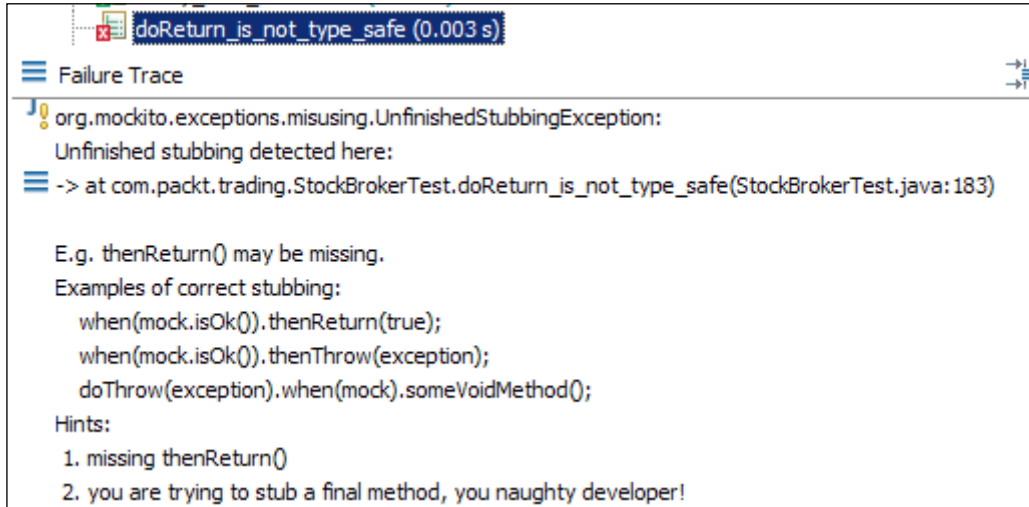 doReturn_is_not_type_safe (0.003 s)
Failure Trace
org.mockito.exceptions.misusing.UnfinishedStubbingException:
Unfinished stubbing detected here:
-> at com.packt.trading.StockBrokerTest.doReturn_is_not_type_safe(StockBrokerTest.java:183)
E.g. thenReturn() may be missing.
Examples of correct stubbing:
when(mock.isOk()).thenReturn(true);
when(mock.isOk()).thenThrow(exception);
doThrow(exception).when(mock).someVoidMethod();
Hints:
1. missing thenReturn()
2. you are trying to stub a final method, you naughty developer!